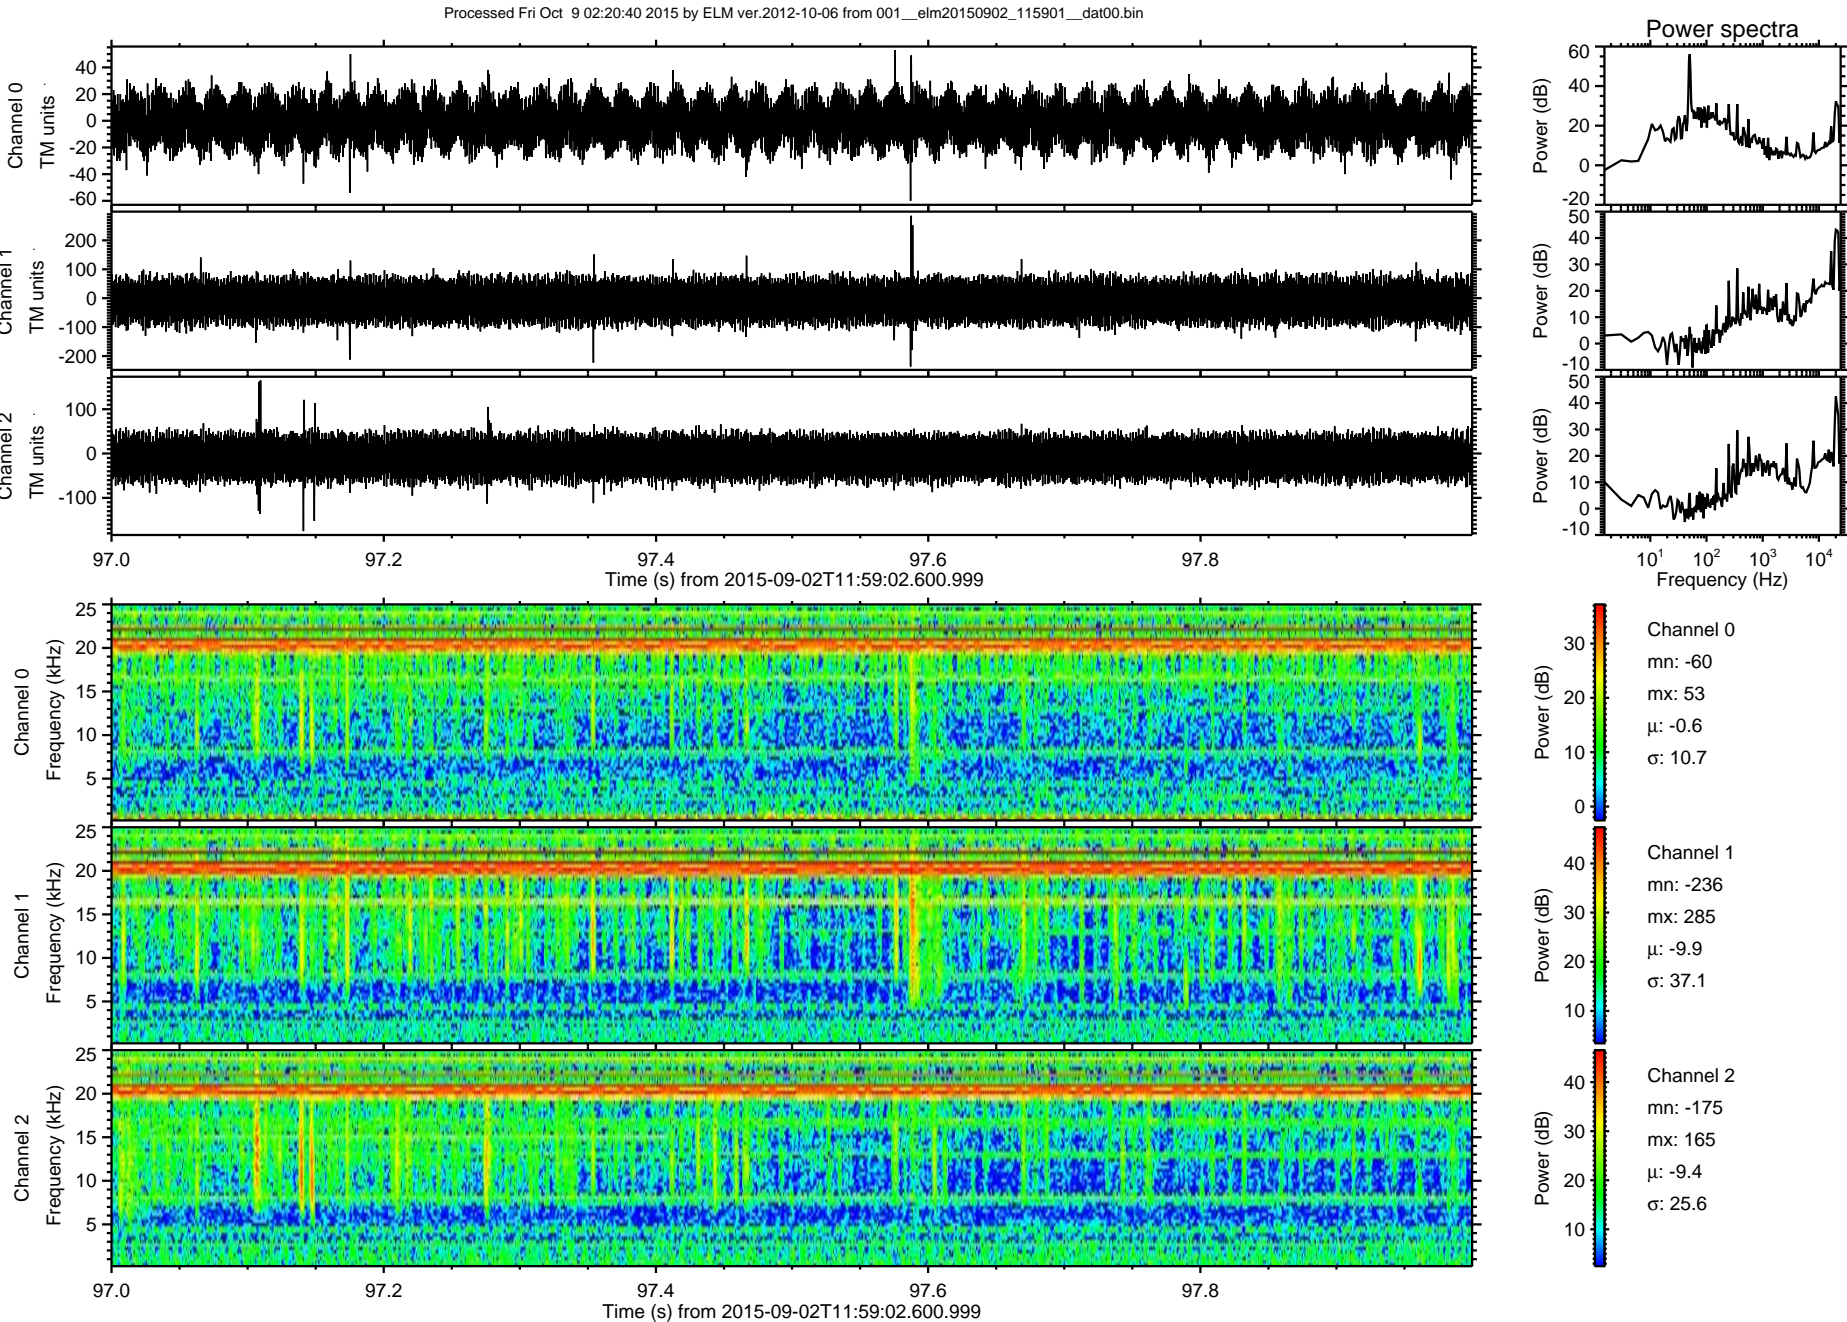 Processed Fri Oct 9 02:20:40 2015 by ELM ver.2012-10-06 from 001__elm20150902_115901__dat00.bin
Power spectra
Channel 0
TM units
40
20
0
-20
-40
-60
Power (dB)
60
40
20
0
-20
Channel 1
TM units
200
100
0
-100
-200
Power (dB)
50
40
30
20
10
0
-10
Channel 2
TM units
100
0
-100
Power (dB)
50
40
30
20
10
0
-10
97.0 97.2 97.4 97.6 97.8
Time (s) from 2015-09-02T11:59:02.600.999
10¹ 10² 10³ 10⁴
Frequency (Hz)
Channel 0
Frequency (kHz)
25
20
15
10
5
Power (dB)
30
20
10
0
Channel 0
mn: -60
mx: 53
μ: -0.6
σ: 10.7
Channel 1
Frequency (kHz)
25
20
15
10
5
Power (dB)
40
30
20
10
Channel 1
mn: -236
mx: 285
μ: -9.9
σ: 37.1
Channel 2
Frequency (kHz)
25
20
15
10
5
Power (dB)
40
30
20
10
Channel 2
mn: -175
mx: 165
μ: -9.4
σ: 25.6
97.0 97.2 97.4 97.6 97.8
Time (s) from 2015-09-02T11:59:02.600.999